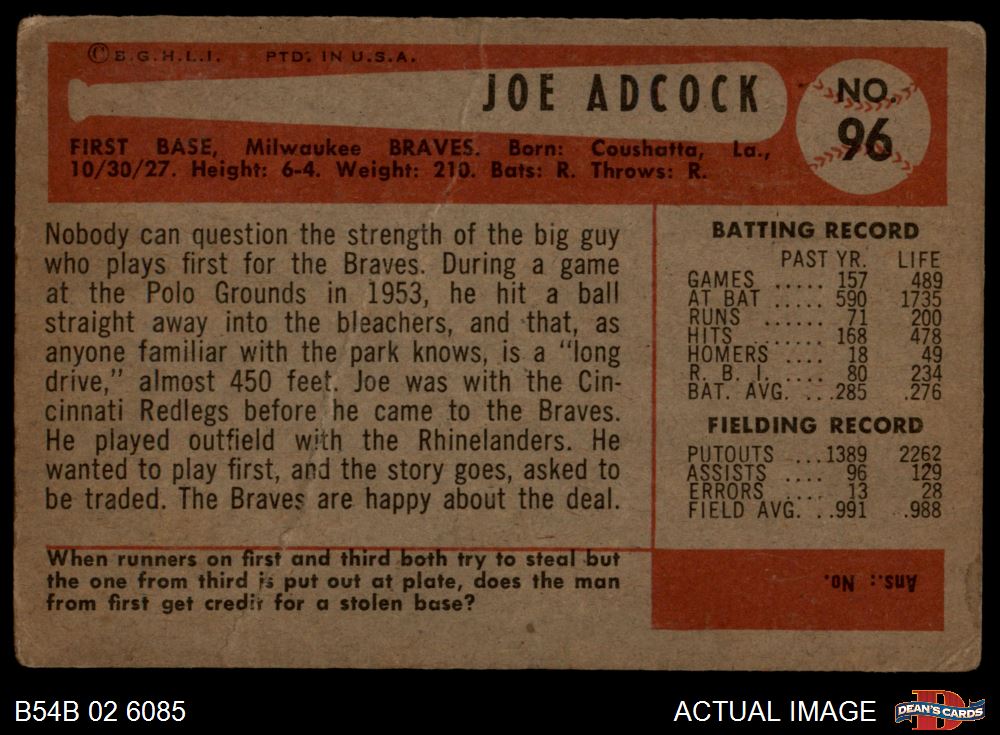 © B.G.H.L.I. PTD. IN U.S.A.
JOE ADCOCK
NO.
96
FIRST BASE, Milwaukee BRAVES. Born: Coushatta, La.,
10/30/27. Height: 6-4. Weight: 210. Bats: R. Throws: R.
Nobody can question the strength of the big guy
who plays first for the Braves. During a game
at the Polo Grounds in 1953, he hit a ball
straight away into the bleachers, and that, as
anyone familiar with the park knows, is a "long
drive," almost 450 feet. Joe was with the Cin-
cinnati Redlegs before he came to the Braves.
He played outfield with the Rhinelanders. He
wanted to play first, and the story goes, asked to
be traded. The Braves are happy about the deal.
BATTING RECORD
PAST YR. LIFE
GAMES ..... 157 489
AT BAT ..... 590 1735
RUNS ...... 71 200
HITS ........ 168 478
HOMERS .... 18 49
R. B. I. ..... 80 234
BAT. AVG. ...285 .276
FIELDING RECORD
PUTOUTS ...1389 2262
ASSISTS .... 96 129
ERRORS .... 13 28
FIELD AVG. ..991 .988
When runners on first and third both try to steal but
the one from third is put out at plate, does the man
from first get credit for a stolen base?
Ans.: No.
B54B 02 6085
ACTUAL IMAGE
DEAN'S CARDS